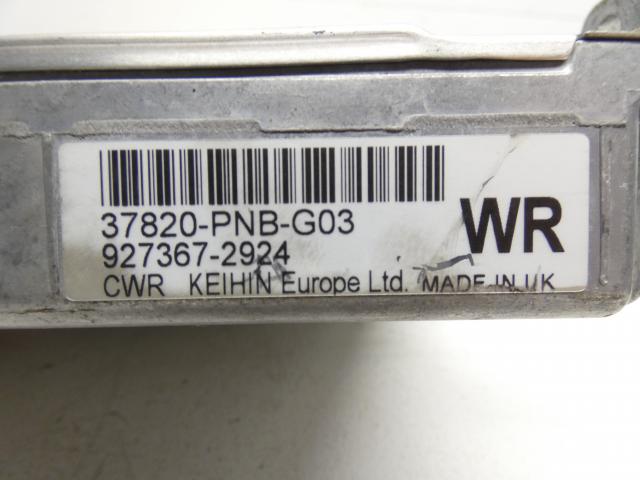 37820-PNB-G03
927367-2924
WR
CWR KEIHIN Europe Ltd. MADE IN UK